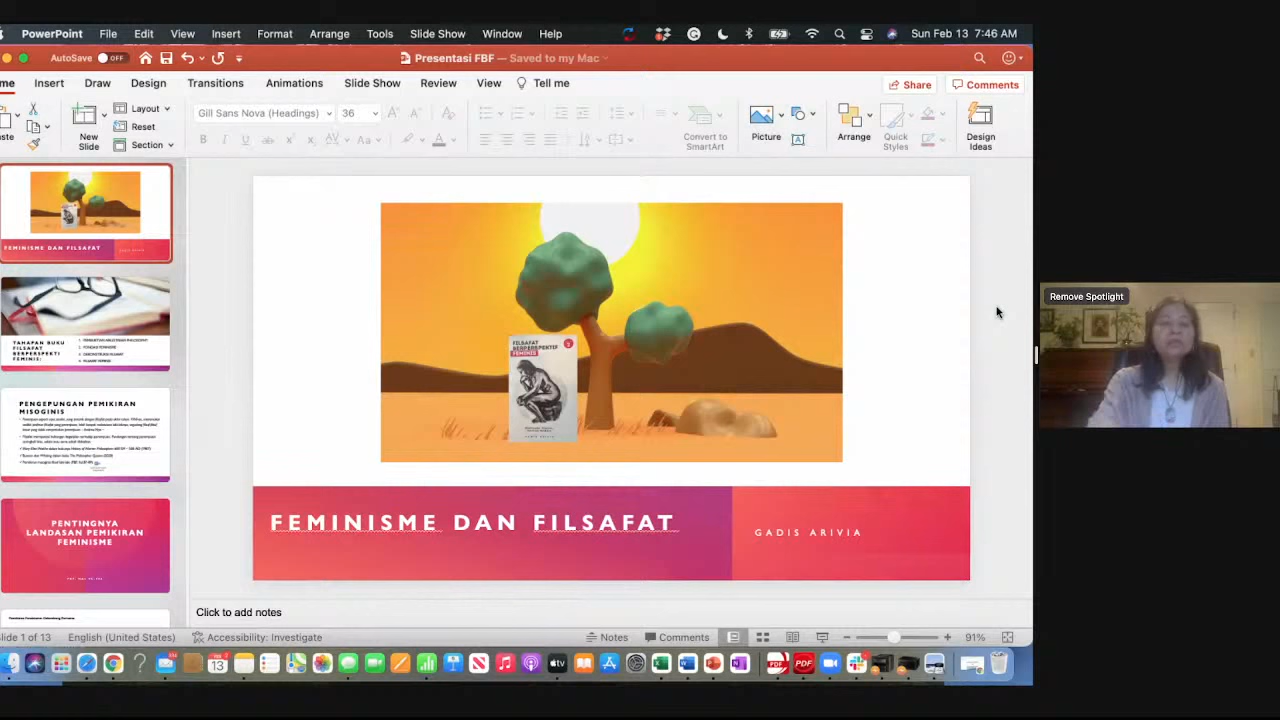 PowerPoint File Edit View Insert Format Arrange Tools Slide Show Window Help Sun Feb 13 7:46 AM
AutoSave OFF Presentasi FBF — Saved to my Mac
me Insert Draw Design Transitions Animations Slide Show Review View Tell me Share Comments
Layout
Reset
Section
New Slide
Gill Sans Nova (Headings) 36
Convert to SmartArt
Picture
Arrange
Quick Styles
Design Ideas
FEMINISME DAN FILSAFAT
TAHAPAN BUKU
FILSAFAT
BERPERSPEKTI
FEMINIS:
PENGEPUNGAN PEMIKIRAN
MISOGINIS
PENTINGNYA
LANDASAN PEMIKIRAN
FEMINISME
FILSAFAT
BERPERSPEKTIF
FEMINIS
FEMINISME DAN FILSAFAT
GADIS ARIVIA
Click to add notes
lide 1 of 13 English (United States) Accessibility: Investigate Notes Comments 91%
Remove Spotlight